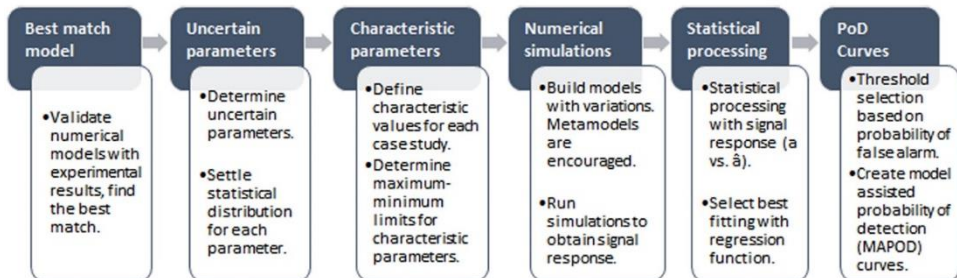 Best match
model
•Validate
numerical
models with
experimental
results, find
the best
match.
Uncertain
parameters
•Determine
uncertain
parameters.
•Settle
statistical
distribution
for each
parameter.
Characteristic
parameters
•Define
characteristic
values for each
case study.
•Determine
maximum-
minimum
limits for
characteristic
parameters.
Numerical
simulations
•Build models
with variations.
Metamodels
are
encouraged.
•Run
simulations to
obtain signal
response.
Statistical
processing
•Statistical
processing
with signal
response (a
vs. â).
•Select best
fitting with
regression
function.
PoD
Curves
•Threshold
selection
based on
probability of
false alarm.
•Create model
assisted
probability of
detection
(MAPOD)
curves.